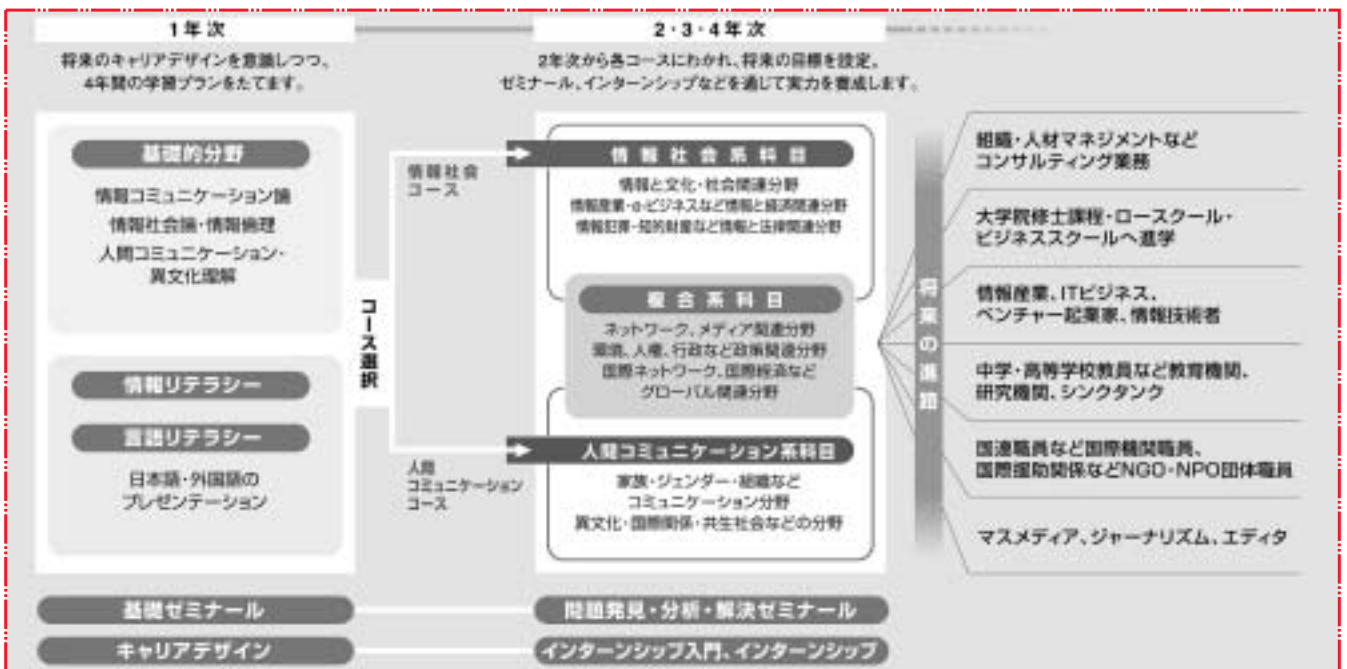 1年次
将来のキャリアデザインを意識しつつ、
4年間の学習プランをたてます。
基礎的分野
情報コミュニケーション論
情報社会論・情報倫理
人間コミュニケーション・
異文化理解
情報リテラシー
言語リテラシー
日本語・外国語の
プレゼンテーション
基礎ゼミナール
キャリアデザイン
コース選択
情報社会
コース
人間
コミュニケーション
コース
2・3・4年次
2年次から各コースにわかれ、将来の目標を設定。
ゼミナール、インターンシップなどを通じて実力を養成します。
情報社会系科目
情報と文化・社会関連分野
情報産業・e-ビジネスなど情報と経済関連分野
情報犯罪・知的財産など情報と法律関連分野
複合系科目
ネットワーク、メディア関連分野
環境、人権、行政など政策関連分野
国際ネットワーク、国際経済など
グローバル関連分野
人間コミュニケーション系科目
家族・ジェンダー・組織など
コミュニケーション分野
異文化・国際関係・共生社会などの分野
問題発見・分析・解決ゼミナール
インターンシップ入門、インターンシップ
将来の進路
組織・人材マネジメントなど
コンサルティング業務
大学院修士課程・ロースクール・
ビジネススクールへ進学
情報産業、ITビジネス、
ベンチャー起業家、情報技術者
中学・高等学校教員など教育機関、
研究機関、シンクタンク
国連職員など国際機関職員、
国際援助関係などNGO・NPO団体職員
マスメディア、ジャーナリズム、エディタ